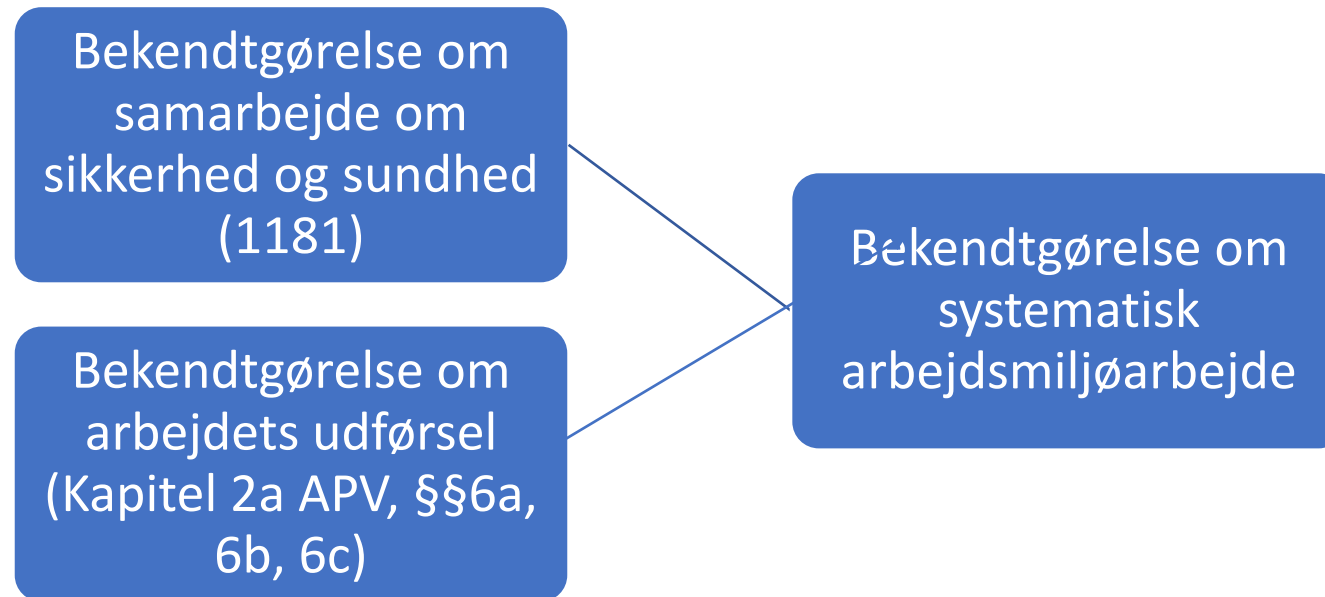 Bekendtgørelse om
samarbejde om
sikkerhed og sundhed
(1181)
Bekendtgørelse om
arbejdets udførsel
(Kapitel 2a APV, §§6a,
6b, 6c)
Bekendtgørelse om
systematisk
arbejdsmiljøarbejde